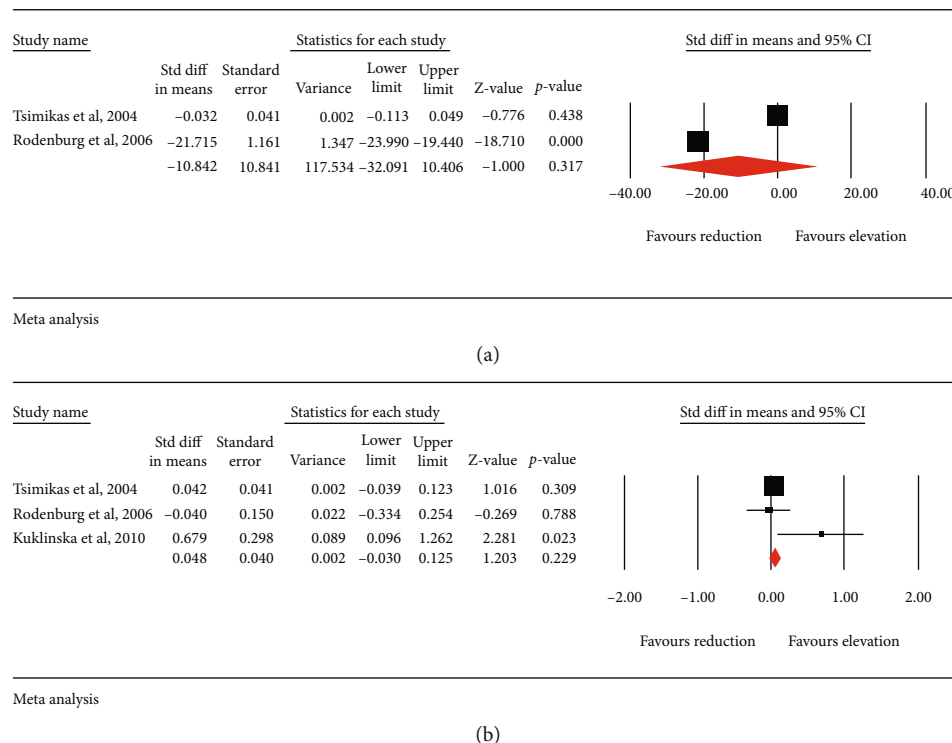 Study name Statistics for each study Std diff in means and 95% CI
Std diff in means Standard error Variance Lower limit Upper limit Z-value p-value
Tsimikas et al, 2004 −0.032 0.041 0.002 −0.113 0.049 −0.776 0.438
Rodenburg et al, 2006 −21.715 1.161 1.347 −23.990 −19.440 −18.710 0.000
−10.842 10.841 117.534 −32.091 10.406 −1.000 0.317
−40.00 −20.00 0.00 20.00 40.00
Favours reduction Favours elevation
Meta analysis
(a)
Study name Statistics for each study Std diff in means and 95% CI
Std diff in means Standard error Variance Lower limit Upper limit Z-value p-value
Tsimikas et al, 2004 0.042 0.041 0.002 −0.039 0.123 1.016 0.309
Rodenburg et al, 2006 −0.040 0.150 0.022 −0.334 0.254 −0.269 0.788
Kuklinska et al, 2010 0.679 0.298 0.089 0.096 1.262 2.281 0.023
0.048 0.040 0.002 −0.030 0.125 1.203 0.229
−2.00 −1.00 0.00 1.00 2.00
Favours reduction Favours elevation
Meta analysis
(b)